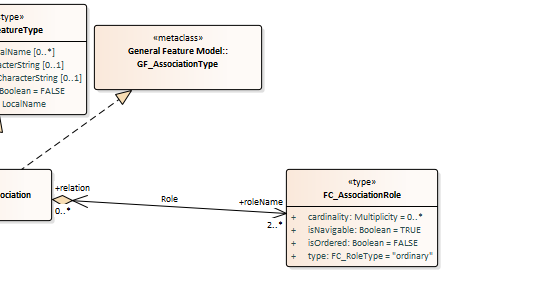 type»
eatureType
alName [0..*]
acterString [0..1]
CharacterString [0..1]
Boolean = FALSE
LocalName
«metaclass»
General Feature Model::
GF_AssociationType
ociation
+relation
0..*
Role
+roleName
2..*
«type»
FC_AssociationRole
+ cardinality: Multiplicity = 0..*
+ isNavigable: Boolean = TRUE
+ isOrdered: Boolean = FALSE
+ type: FC_RoleType = "ordinary"